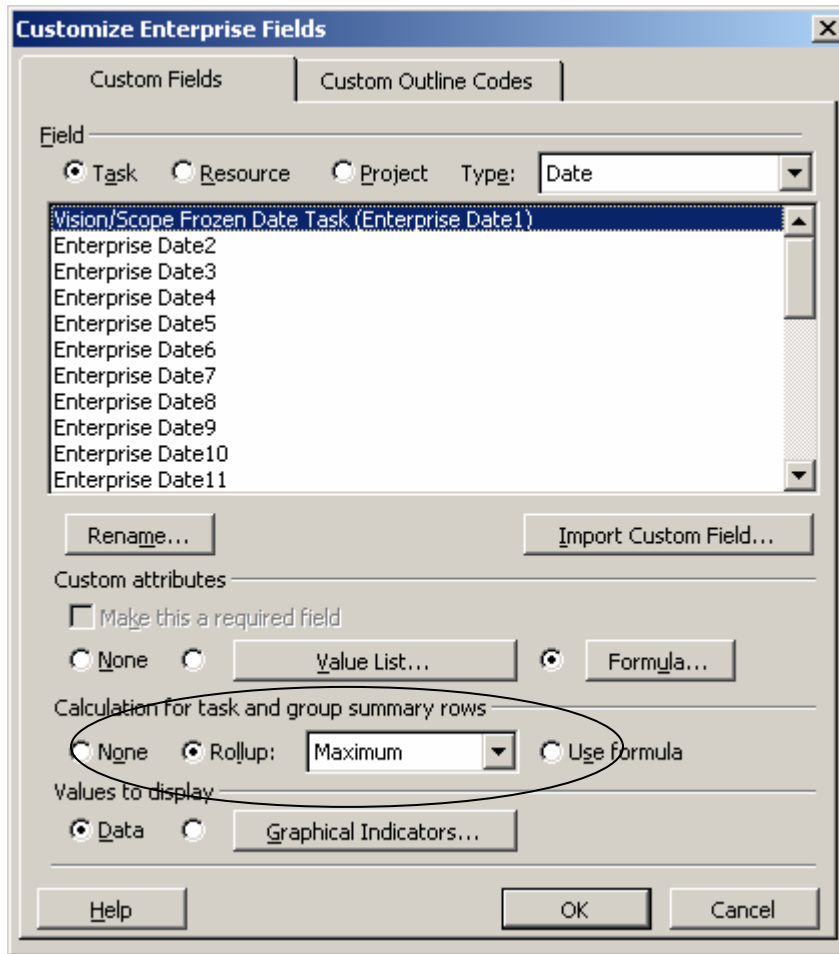 Customize Enterprise Fields
Custom Fields Custom Outline Codes
Field
Task Resource Project Type: Date
Vision/Scope Frozen Date Task (Enterprise Date1)
Enterprise Date2
Enterprise Date3
Enterprise Date4
Enterprise Date5
Enterprise Date6
Enterprise Date7
Enterprise Date8
Enterprise Date9
Enterprise Date10
Enterprise Date11
Rename... Import Custom Field...
Custom attributes
Make this a required field
None Value List... Formula...
Calculation for task and group summary rows
None Rollup: Maximum Use formula
Values to display
Data Graphical Indicators...
Help OK Cancel